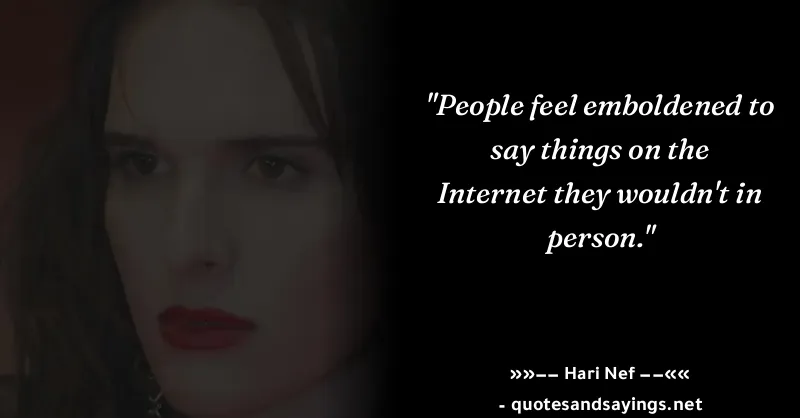 "People feel emboldened to
say things on the
Internet they wouldn't in
person."
»»−− Hari Nef −−««
- quotesandsayings.net